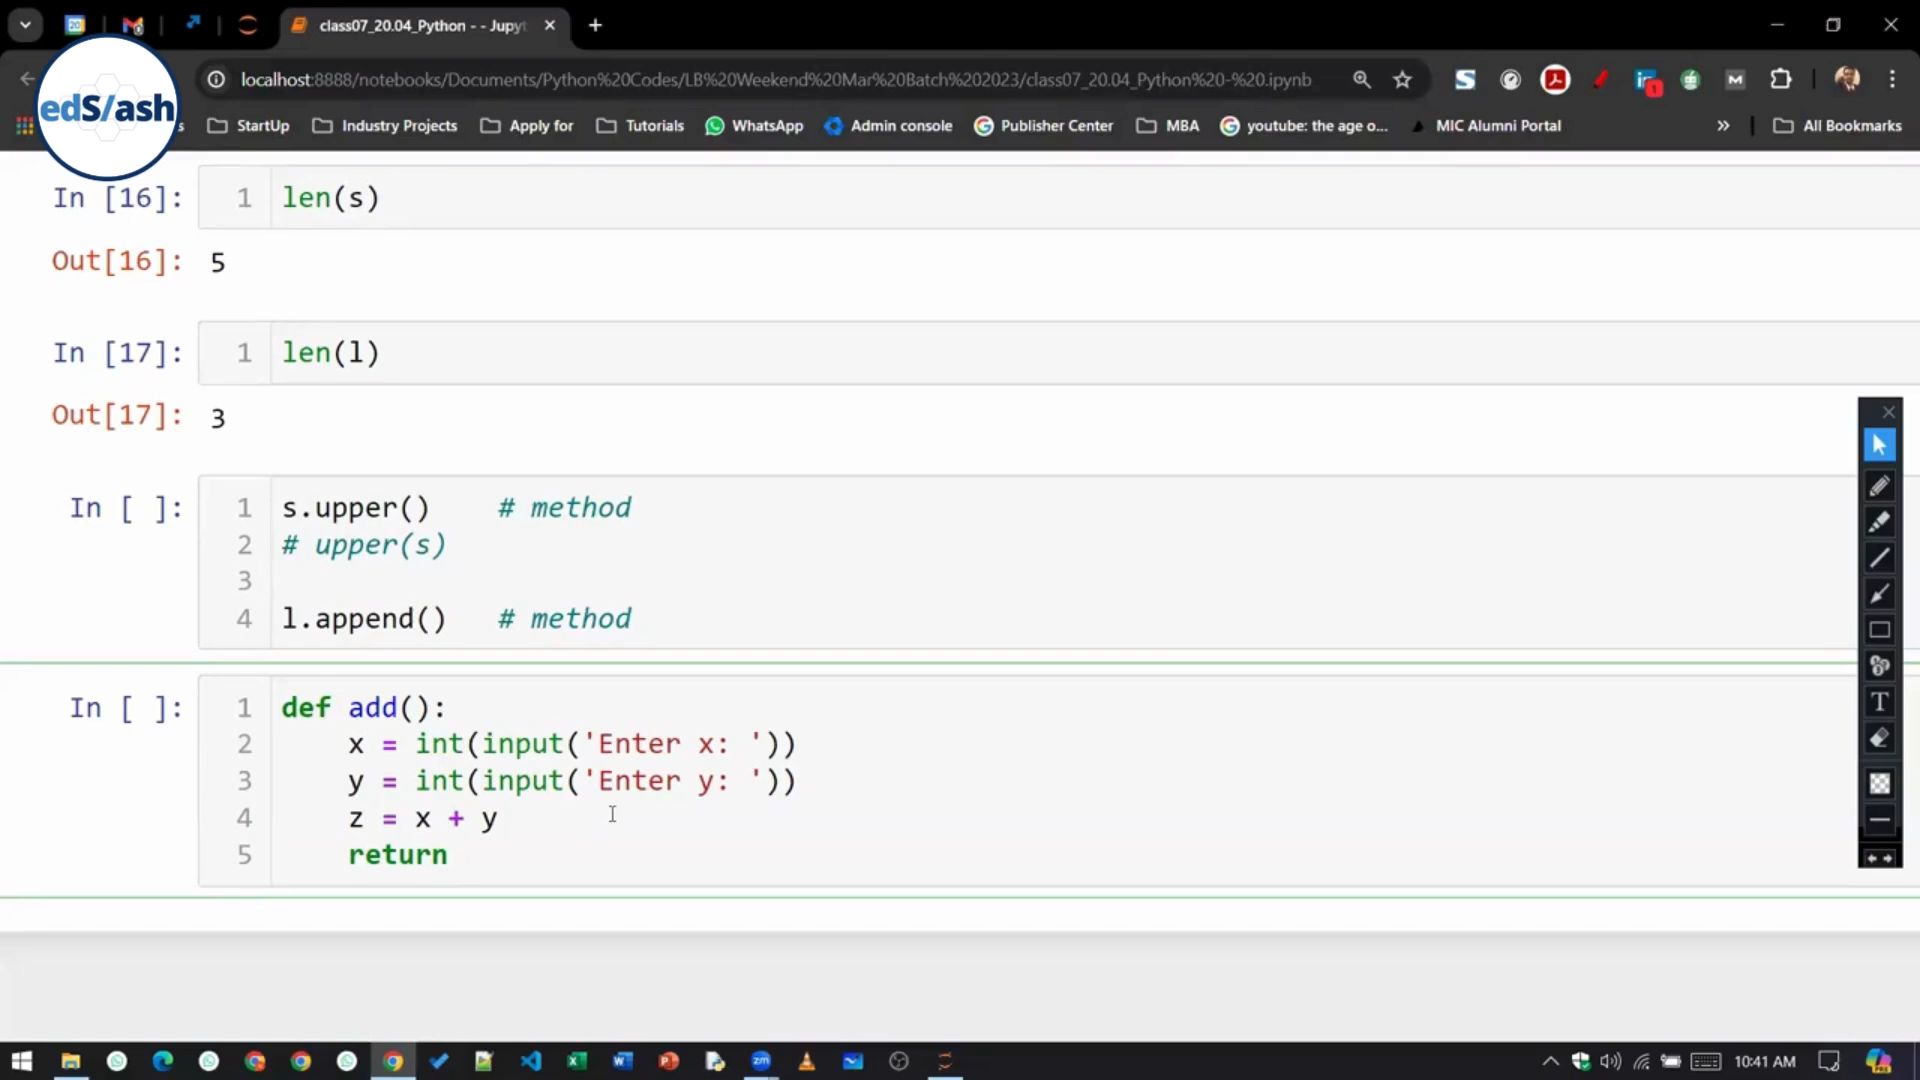 class07_20.04_Python - - Jupyt
localhost:8888/notebooks/Documents/Python%20Codes/LB%20Weekend%20Mar%20Batch%202023/class07_20.04_Python%20-%20.ipynb
edS/ash
StartUp
Industry Projects
Apply for
Tutorials
WhatsApp
Admin console
Publisher Center
MBA
youtube: the age o...
MIC Alumni Portal
All Bookmarks
In [16]: 1 len(s)
Out[16]: 5
In [17]: 1 len(l)
Out[17]: 3
In [ ]: 1 s.upper() # method
2 # upper(s)
3
4 l.append() # method
In [ ]: 1 def add():
2 x = int(input('Enter x: '))
3 y = int(input('Enter y: '))
4 z = x + y
5 return
10:41 AM